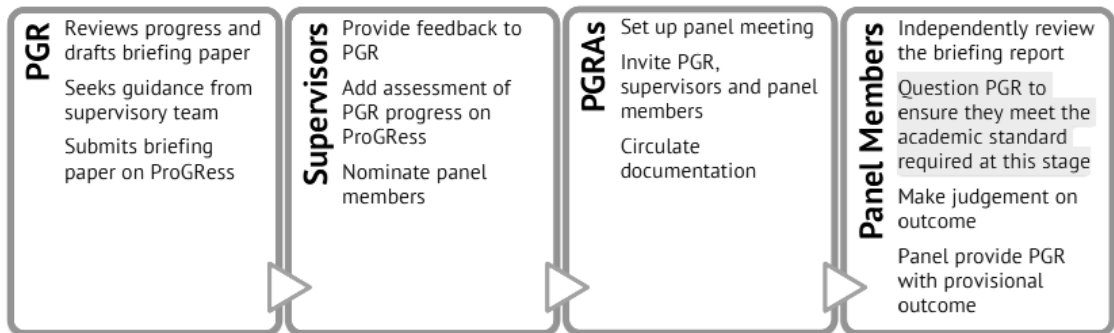 PGR
Reviews progress and
drafts briefing paper
Seeks guidance from
supervisory team
Submits briefing
paper on ProGRess
Supervisors
Provide feedback to
PGR
Add assessment of
PGR progress on
ProGRess
Nominate panel
members
PGRAs
Set up panel meeting
Invite PGR,
supervisors and panel
members
Circulate
documentation
Panel Members
Independently review
the briefing report
Question PGR to
ensure they meet the
academic standard
required at this stage
Make judgement on
outcome
Panel provide PGR
with provisional
outcome